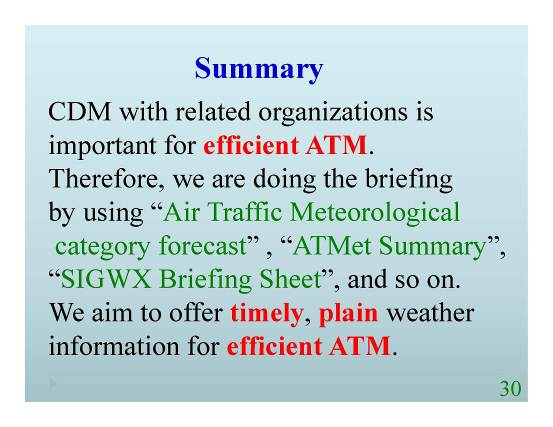 Summary
CDM with related organizations is
important for efficient ATM.
Therefore, we are doing the briefing
by using “Air Traffic Meteorological
category forecast” , “ATMet Summary”,
“SIGWX Briefing Sheet”, and so on.
We aim to offer timely, plain weather
information for efficient ATM.
30